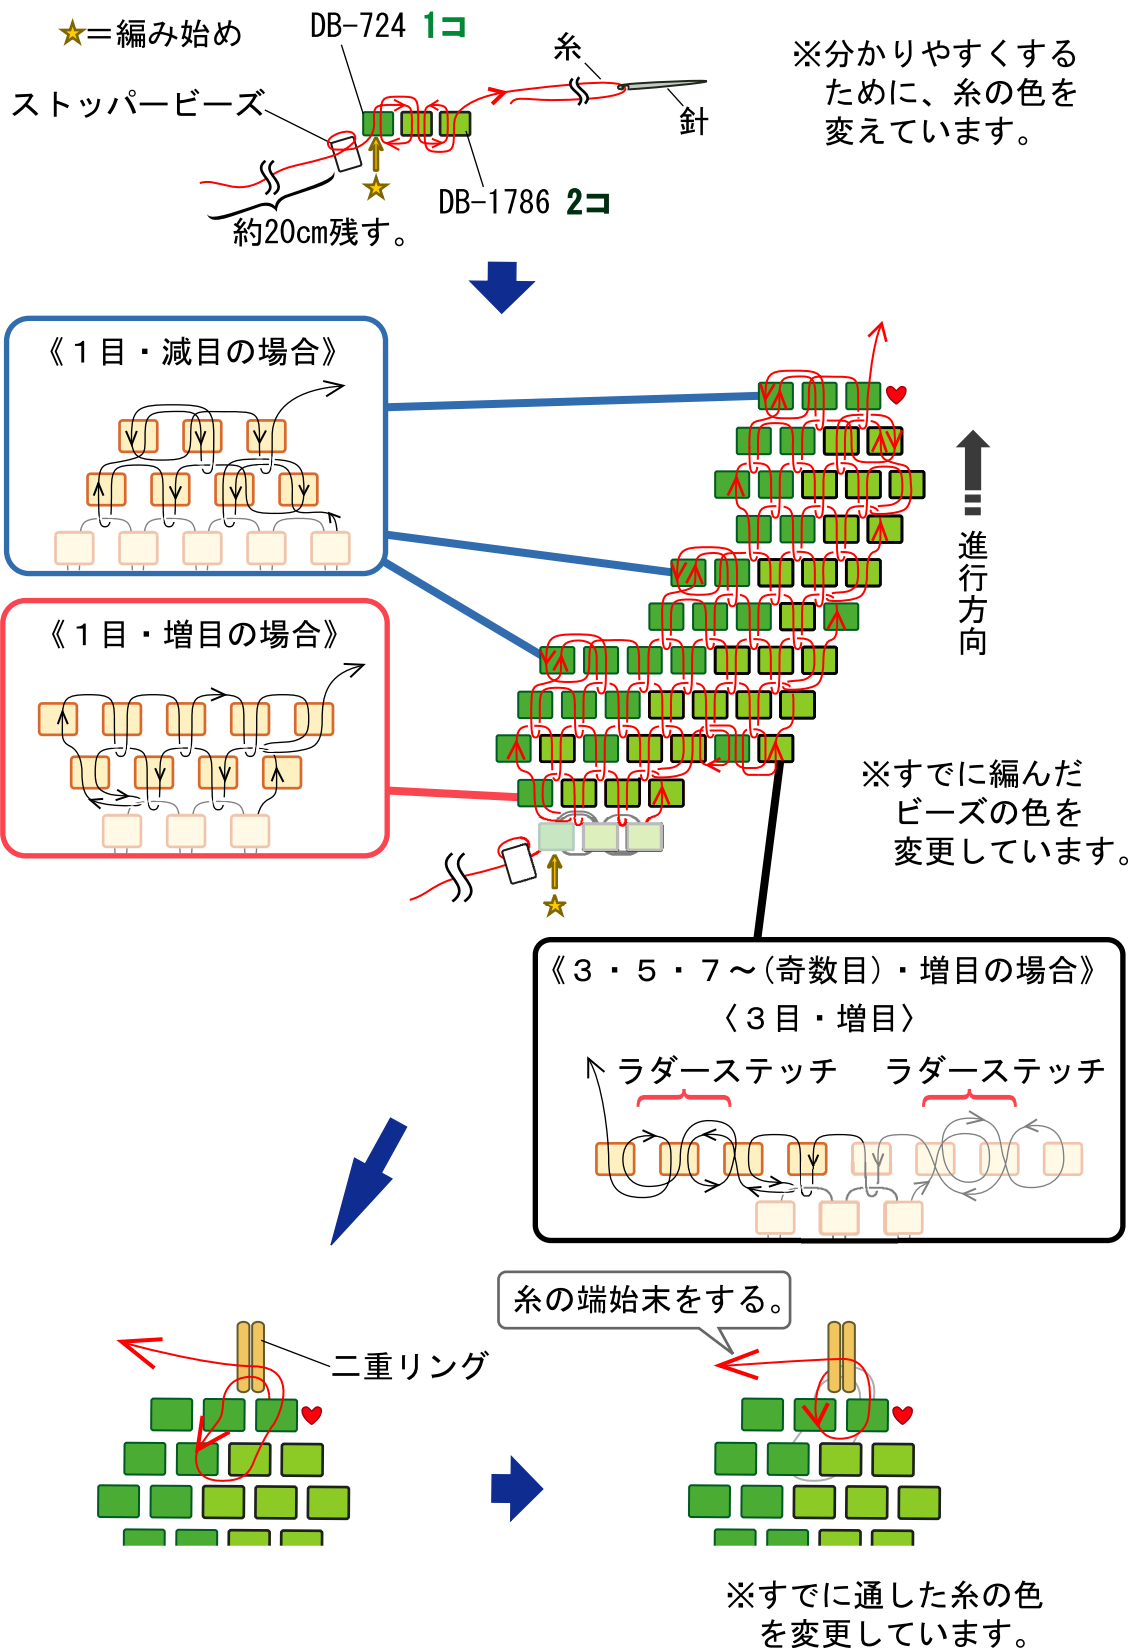 ☆=編み始め
DB-724 1コ
糸
※分かりやすくする
ために、糸の色を
変えています。
ストッパービーズ
針
DB-1786 2コ
約20cm残す。
《1目・減目の場合》
進行方向
《1目・増目の場合》
※すでに編んだ
ビーズの色を
変更しています。
《3・5・7～(奇数目)・増目の場合》
〈3目・増目〉
ラダーステッチ
ラダーステッチ
糸の端始末をする。
二重リング
※すでに通した糸の色
を変更しています。